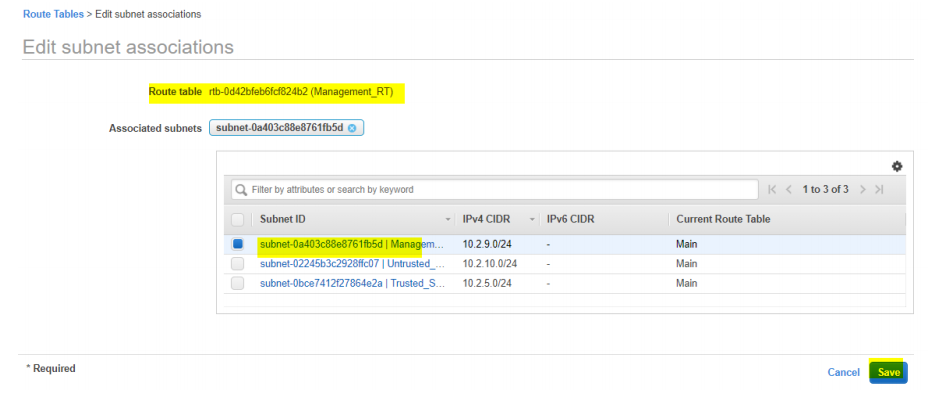 Route Tables > Edit subnet associations
Edit subnet associations
Route table rtb-0d42bfeb6fcf824b2 (Management_RT)
Associated subnets subnet-0a403c88e8761fb5d
Filter by attributes or search by keyword 1 to 3 of 3
Subnet ID IPv4 CIDR IPv6 CIDR Current Route Table
subnet-0a403c88e8761fb5d | Managem... 10.2.9.0/24 - Main
subnet-02245b3c2928ffc07 | Untrusted_... 10.2.10.0/24 - Main
subnet-0bce7412f27864e2a | Trusted_S... 10.2.5.0/24 - Main
* Required Cancel Save